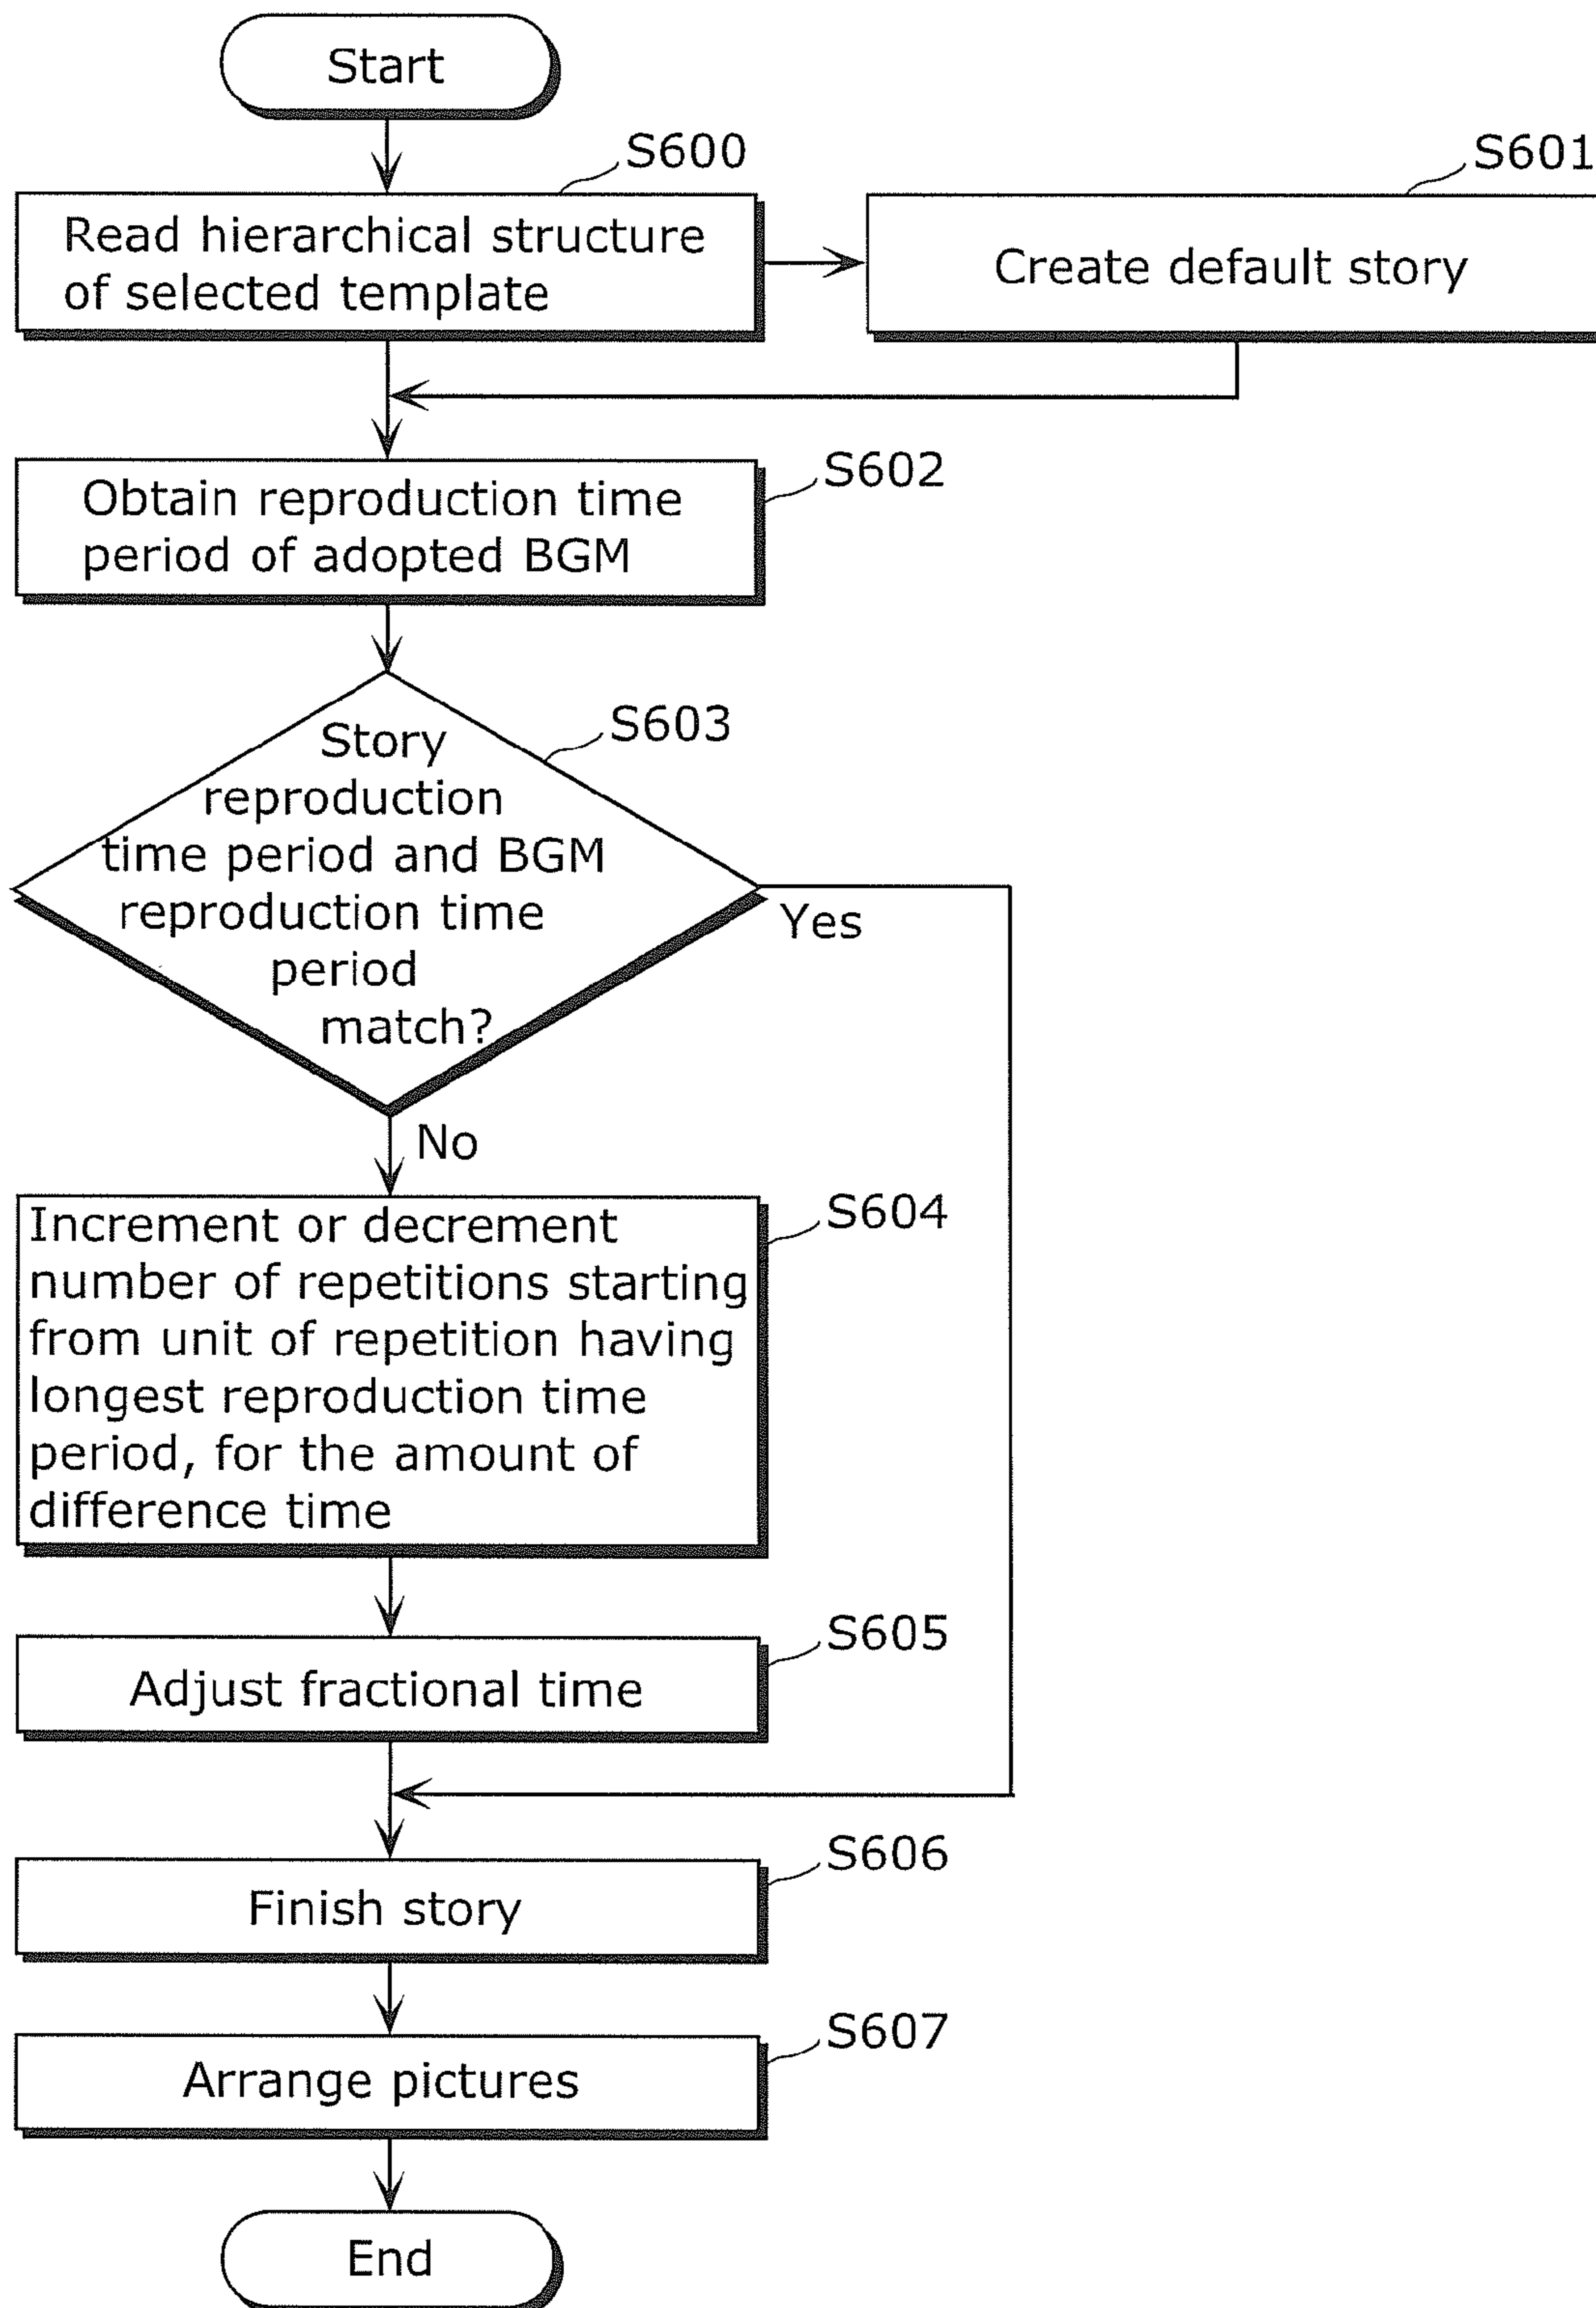 Start
S600
S601
Read hierarchical structure
of selected template
Create default story
S602
Obtain reproduction time
period of adopted BGM
S603
Story
reproduction
time period and BGM
reproduction time
period
match?
Yes
No
S604
Increment or decrement
number of repetitions starting
from unit of repetition having
longest reproduction time
period, for the amount of
difference time
S605
Adjust fractional time
S606
Finish story
S607
Arrange pictures
End